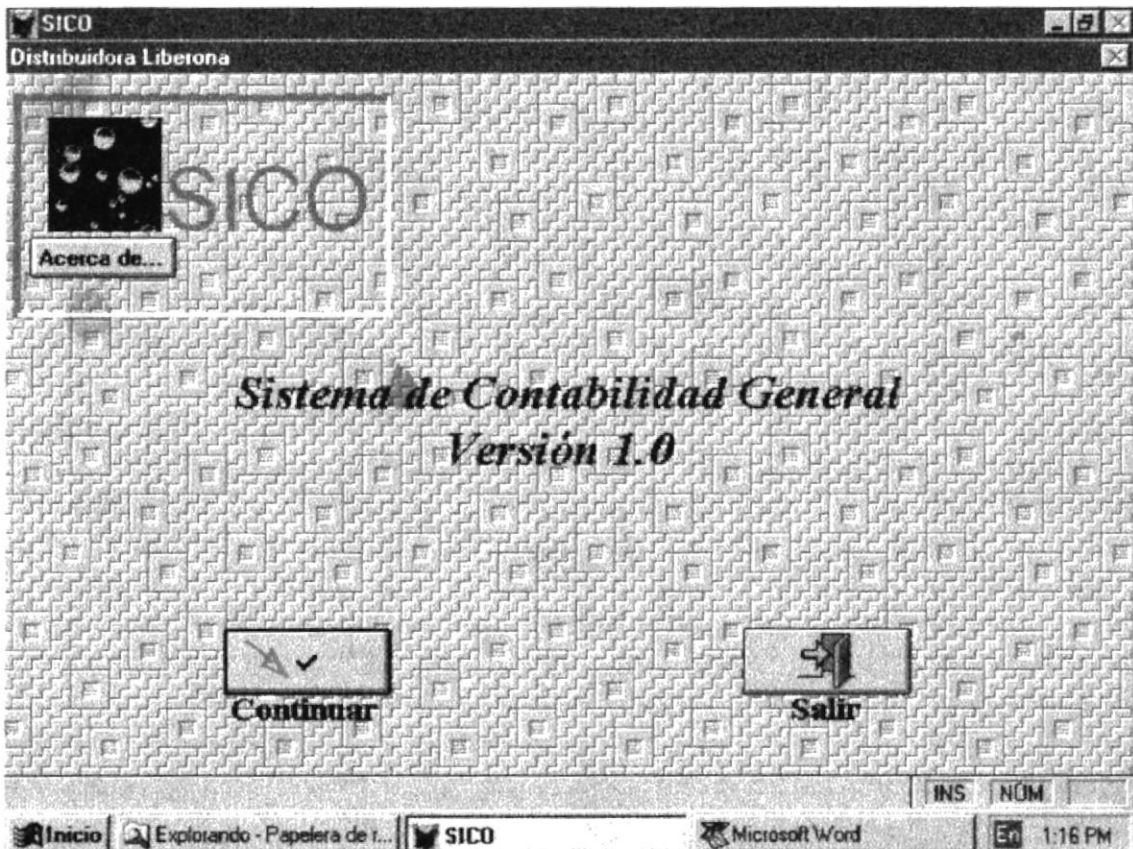 SICO
Distribuidora Liberona
SICO
Acerca de...
Sistema de Contabilidad General
Versión 1.0
Continuar
Salir
INS NÚM
Inicio Explorando - Papelera de r... SICO Microsoft Word En 1:16 PM